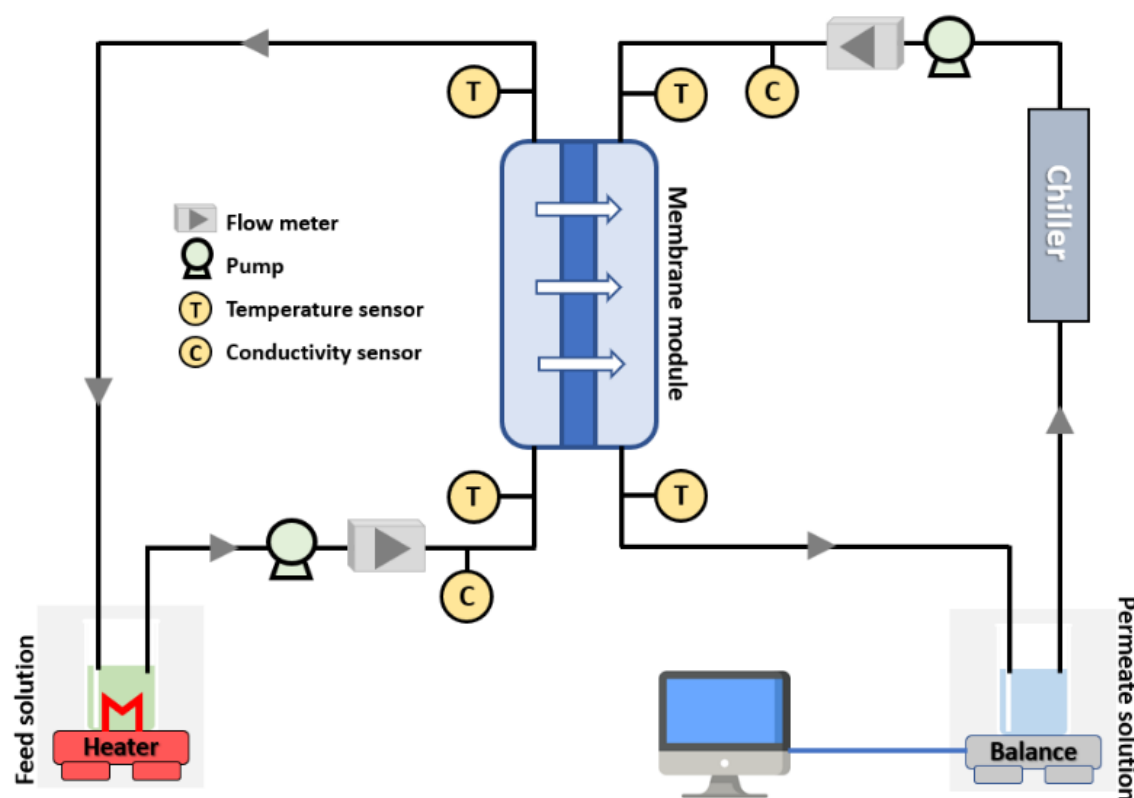 T
T
C
Chiller
Flow meter
Pump
T Temperature sensor
C Conductivity sensor
Membrane module
T
T
C
Feed solution
Heater
Balance
Permeate solution